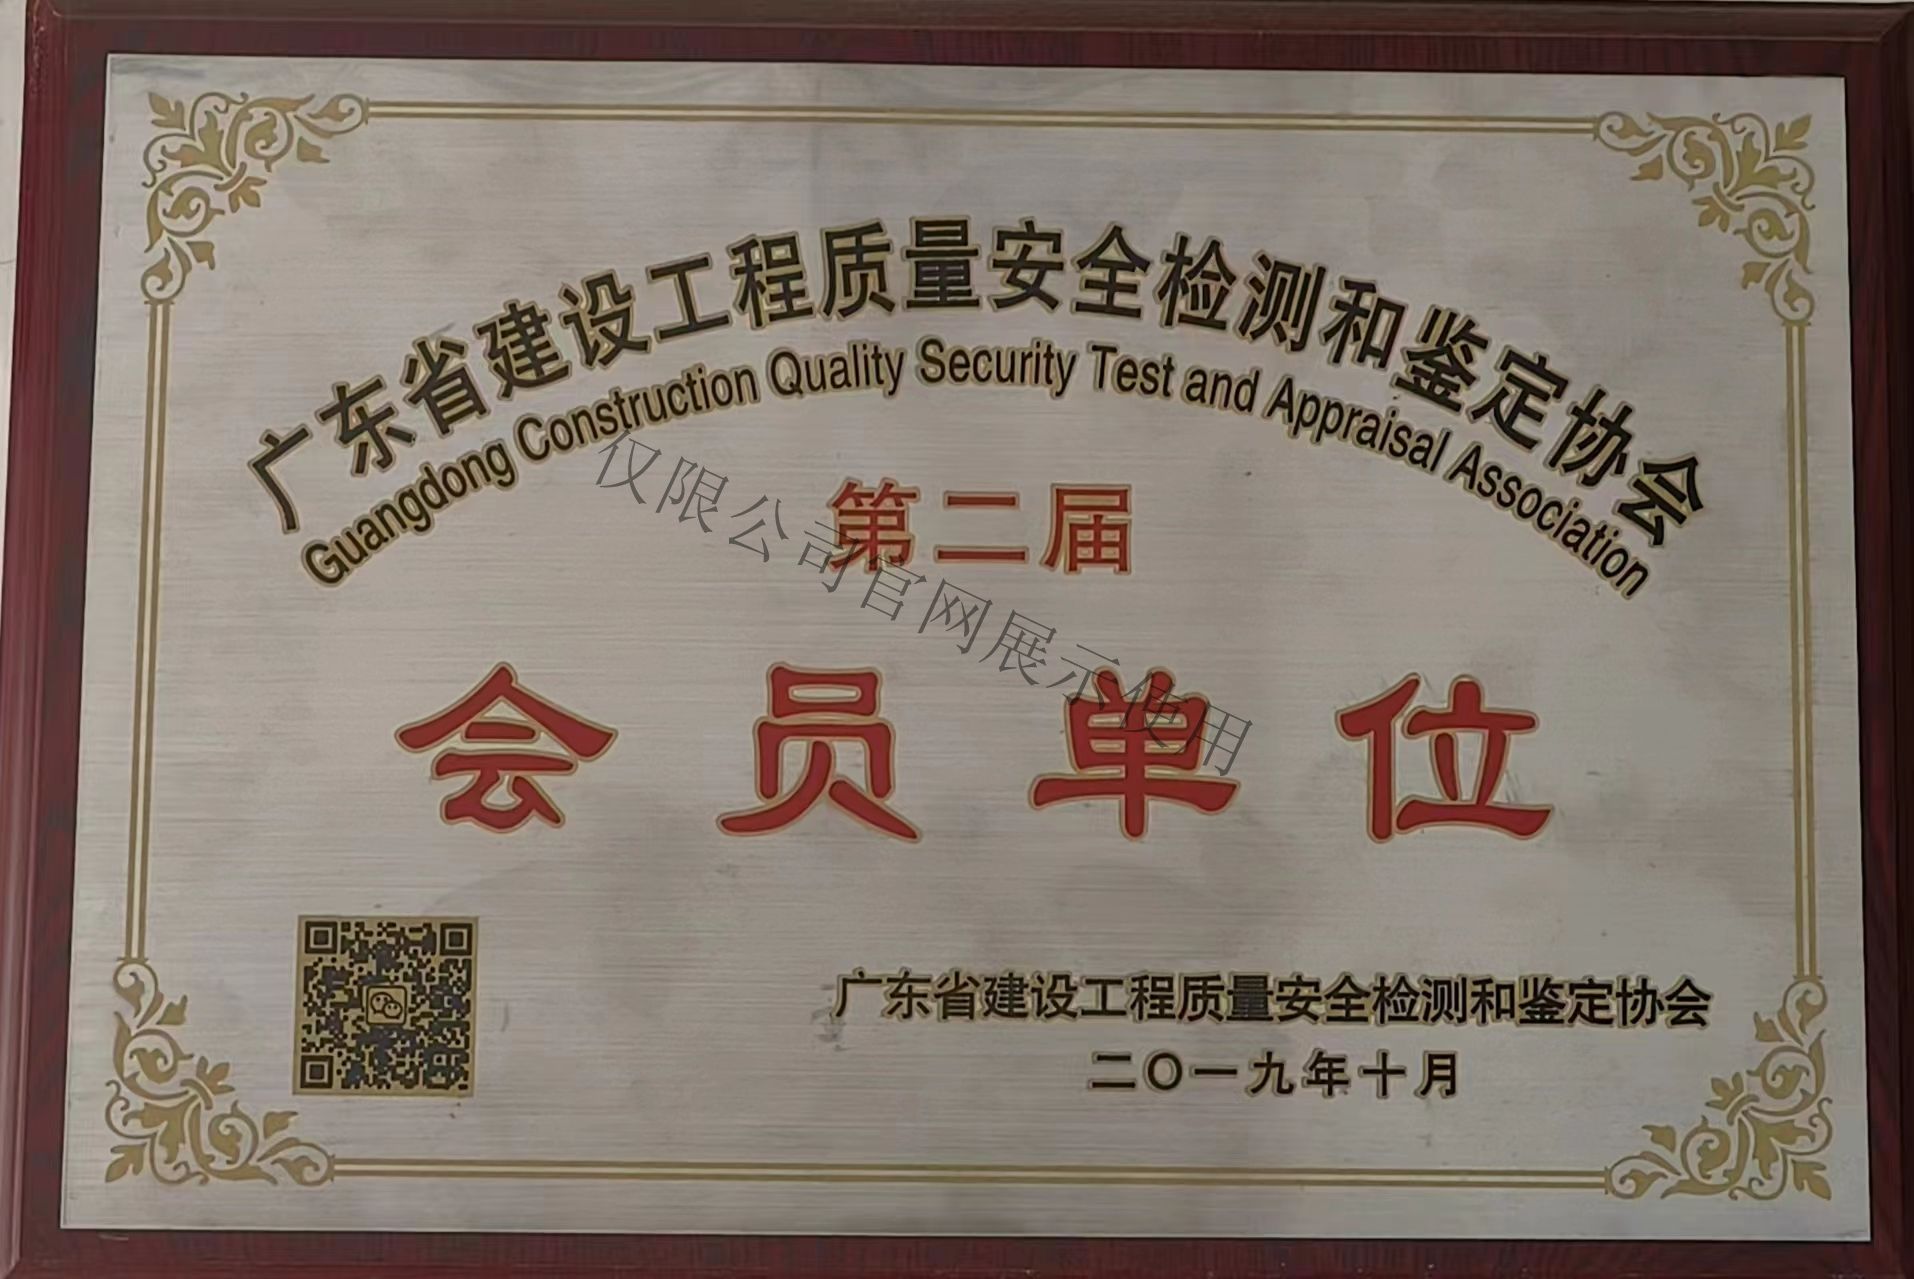 广东省建设工程质量安全检测和鉴定协会
Guangdong Construction Quality Security Test and Appraisal Association
第二届
仅限公司官网展示使用
会员单位
广东省建设工程质量安全检测和鉴定协会
二〇一九年十月